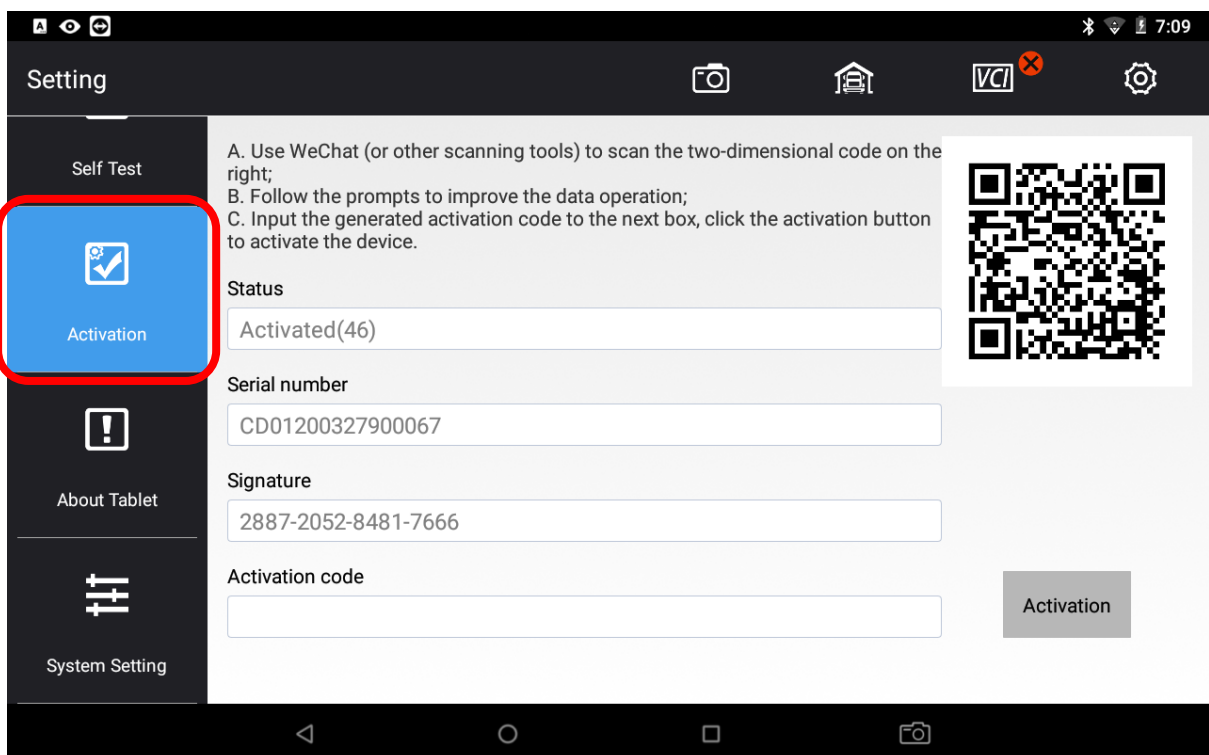 A
7:09
Setting
VCI
Self Test
Activation
About Tablet
System Setting
A. Use WeChat (or other scanning tools) to scan the two-dimensional code on the
right;
B. Follow the prompts to improve the data operation;
C. Input the generated activation code to the next box, click the activation button
to activate the device.
Status
Activated(46)
Serial number
CD01200327900067
Signature
2887-2052-8481-7666
Activation code
Activation